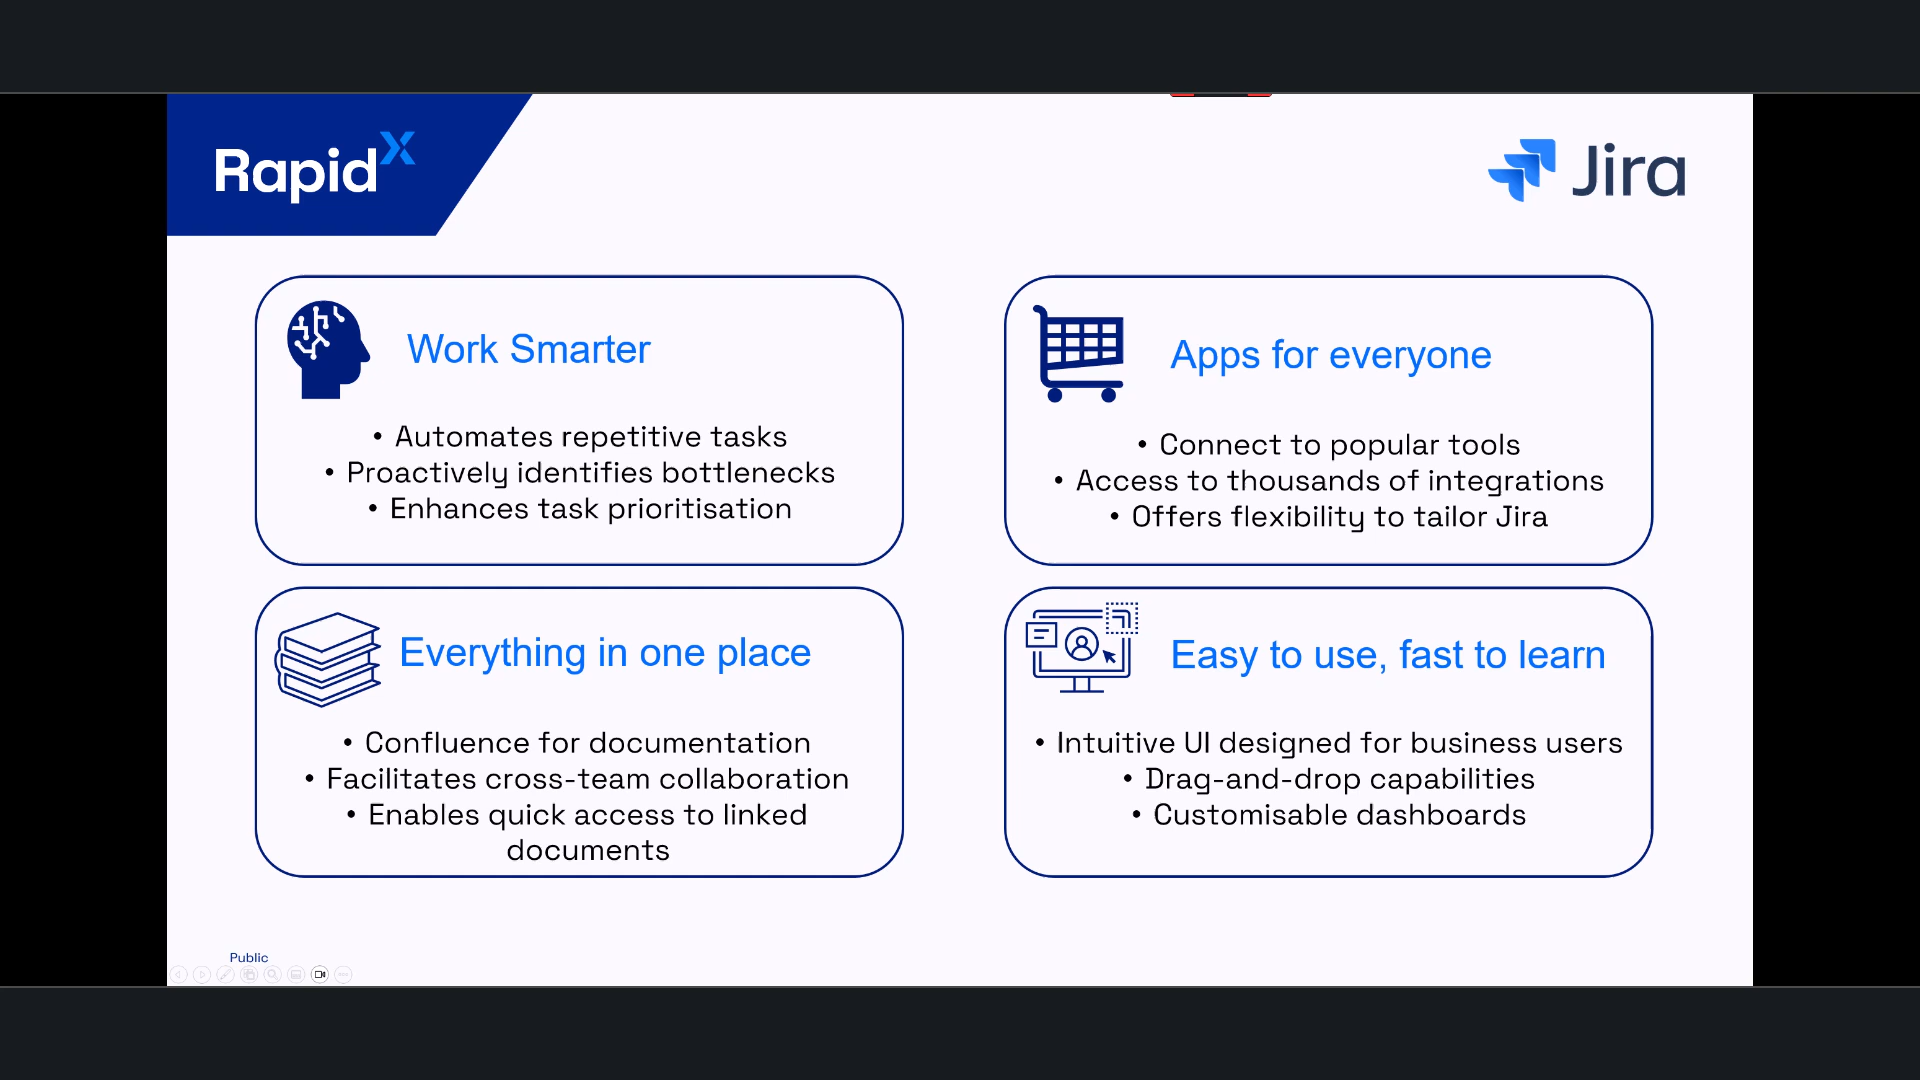 RapidX
Jira
Work Smarter
• Automates repetitive tasks
• Proactively identifies bottlenecks
• Enhances task prioritisation
Apps for everyone
• Connect to popular tools
• Access to thousands of integrations
• Offers flexibility to tailor Jira
Everything in one place
• Confluence for documentation
• Facilitates cross-team collaboration
• Enables quick access to linked
documents
Easy to use, fast to learn
• Intuitive UI designed for business users
• Drag-and-drop capabilities
• Customisable dashboards
Public